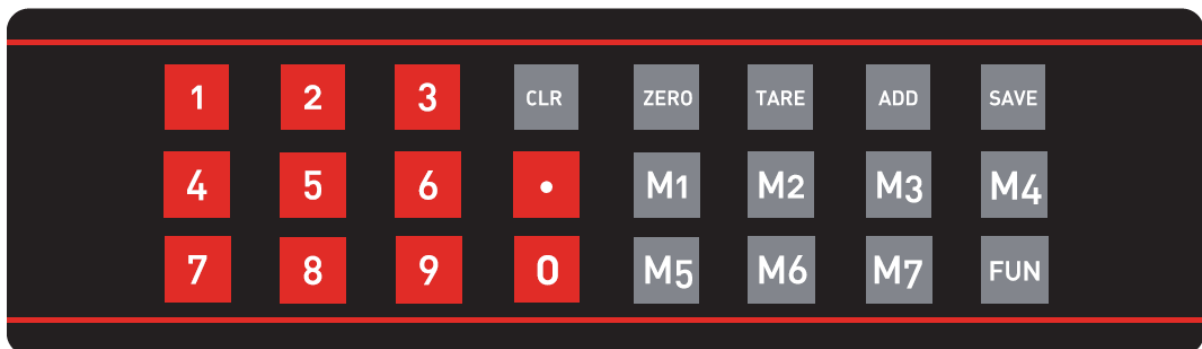 1 2 3 CLR ZERO TARE ADD SAVE
4 5 6 • M1 M2 M3 M4
7 8 9 0 M5 M6 M7 FUN